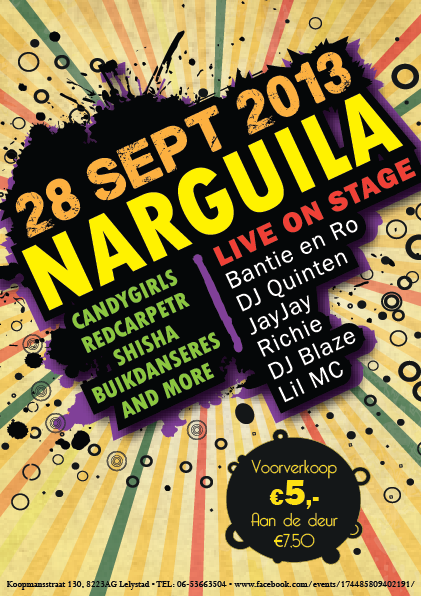 28 SEPT 2013
NARGUILA
LIVE ON STAGE
CANDYGIRLS
REDCARPETR
SHISHA
BUIKDANSERES
AND MORE
Bantie en Ro
DJ Quinten
JayJay
Richie
DJ Blaze
Lil MC
Voorverkoop
€5,-
Aan de deur
€7.50
Koopmansstraat 130, 8223AG Lelystad • TEL: 06-53663504 • www.facebook.com/events/174485809402191/